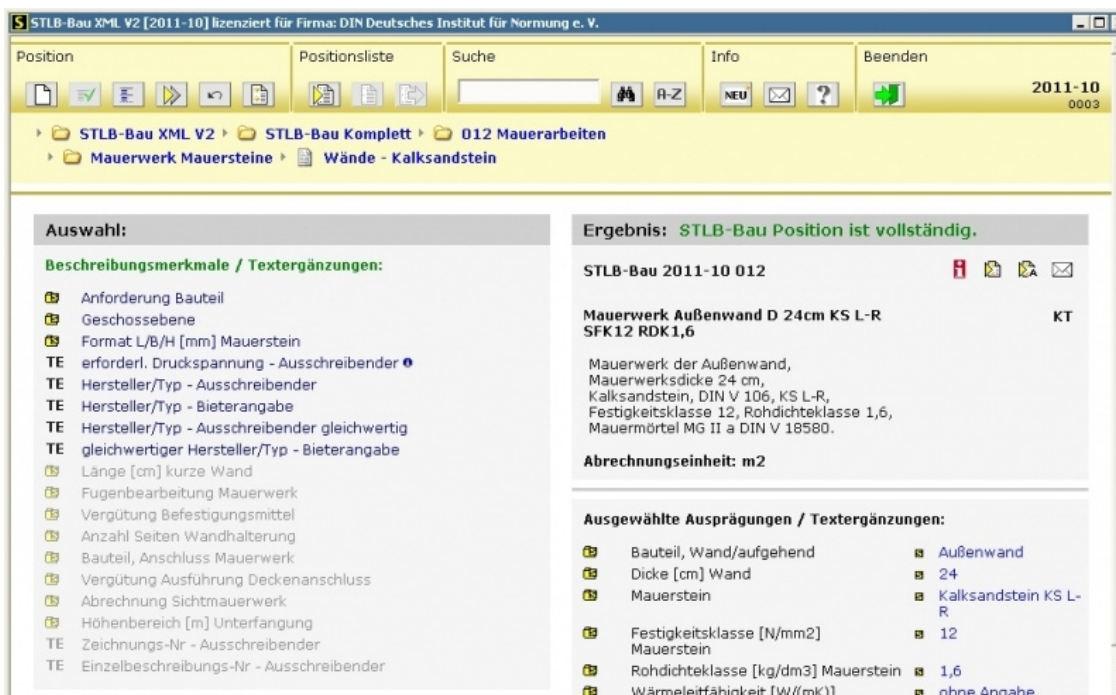 STLB-Bau XML V2 [2011-10] lizenziert für Firma: DIN Deutsches Institut für Normung e. V.
Position Positionsliste Suche Info Beenden
A-Z NEU ? 2011-10
0003
STLB-Bau XML V2 STLB-Bau Komplett 012 Mauerarbeiten
Mauerwerk Mauersteine Wände - Kalksandstein
Auswahl:
Beschreibungsmerkmale / Textergänzungen:
Anforderung Bauteil
Geschossebene
Format L/B/H [mm] Mauerstein
TE erforderl. Druckspannung - Ausschreibender
TE Hersteller/Typ - Ausschreibender
TE Hersteller/Typ - Bieterangabe
TE Hersteller/Typ - Ausschreibender gleichwertig
TE gleichwertiger Hersteller/Typ - Bieterangabe
Länge [cm] kurze Wand
Fugenbearbeitung Mauerwerk
Vergütung Befestigungsmittel
Anzahl Seiten Wandhalterung
Bauteil, Anschluss Mauerwerk
Vergütung Ausführung Deckenanschluss
Abrechnung Sichtmauerwerk
Höhenbereich [m] Unterfangung
TE Zeichnungs-Nr - Ausschreibender
TE Einzelbeschreibungs-Nr - Ausschreibender
Ergebnis: STLB-Bau Position ist vollständig.
STLB-Bau 2011-10 012
Mauerwerk Außenwand D 24cm KS L-R KT
SFK12 RDK1,6
Mauerwerk der Außenwand,
Mauerwerksdicke 24 cm,
Kalksandstein, DIN V 106, KS L-R,
Festigkeitsklasse 12, Rohdichteklasse 1,6,
Mauermörtel MG II a DIN V 18580.
Abrechnungseinheit: m2
Ausgewählte Ausprägungen / Textergänzungen:
Bauteil, Wand/aufgehend Außenwand
Dicke [cm] Wand 24
Mauerstein Kalksandstein KS L-
R
Festigkeitsklasse [N/mm2] 12
Mauerstein
Rohdichteklasse [kg/dm3] Mauerstein 1,6
Wärmeleitfähigkeit [W/(mK)] ohne Angabe